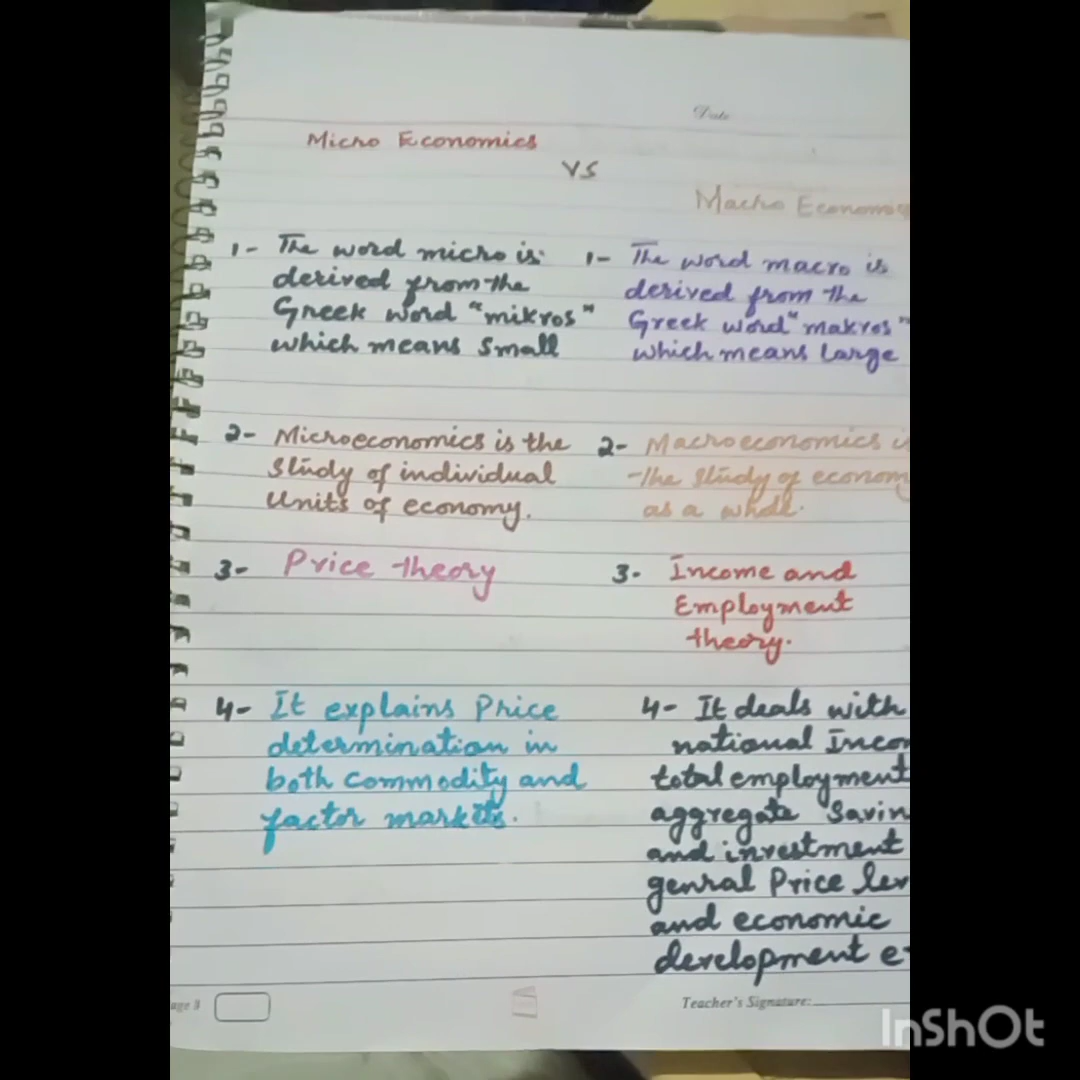 Date
Micro Economics
VS
Macro Economics
1- The word micro is
derived from the
Greek word "mikros"
which means small
1- The word macro is
derived from the
Greek word "makros"
which means large
2- Microeconomics is the
study of individual
Units of economy.
2- Macroeconomics is
the study of econom
as a whole.
3- Price theory
3- Income and
Employment
theory.
4- It explains Price
determination in
both commodity and
factor markets.
4- It deals with
national Incom
total employment
aggregate Savin
and investment
genral Price lev
and economic
development e
age 3
Teacher's Signature:
InShOt